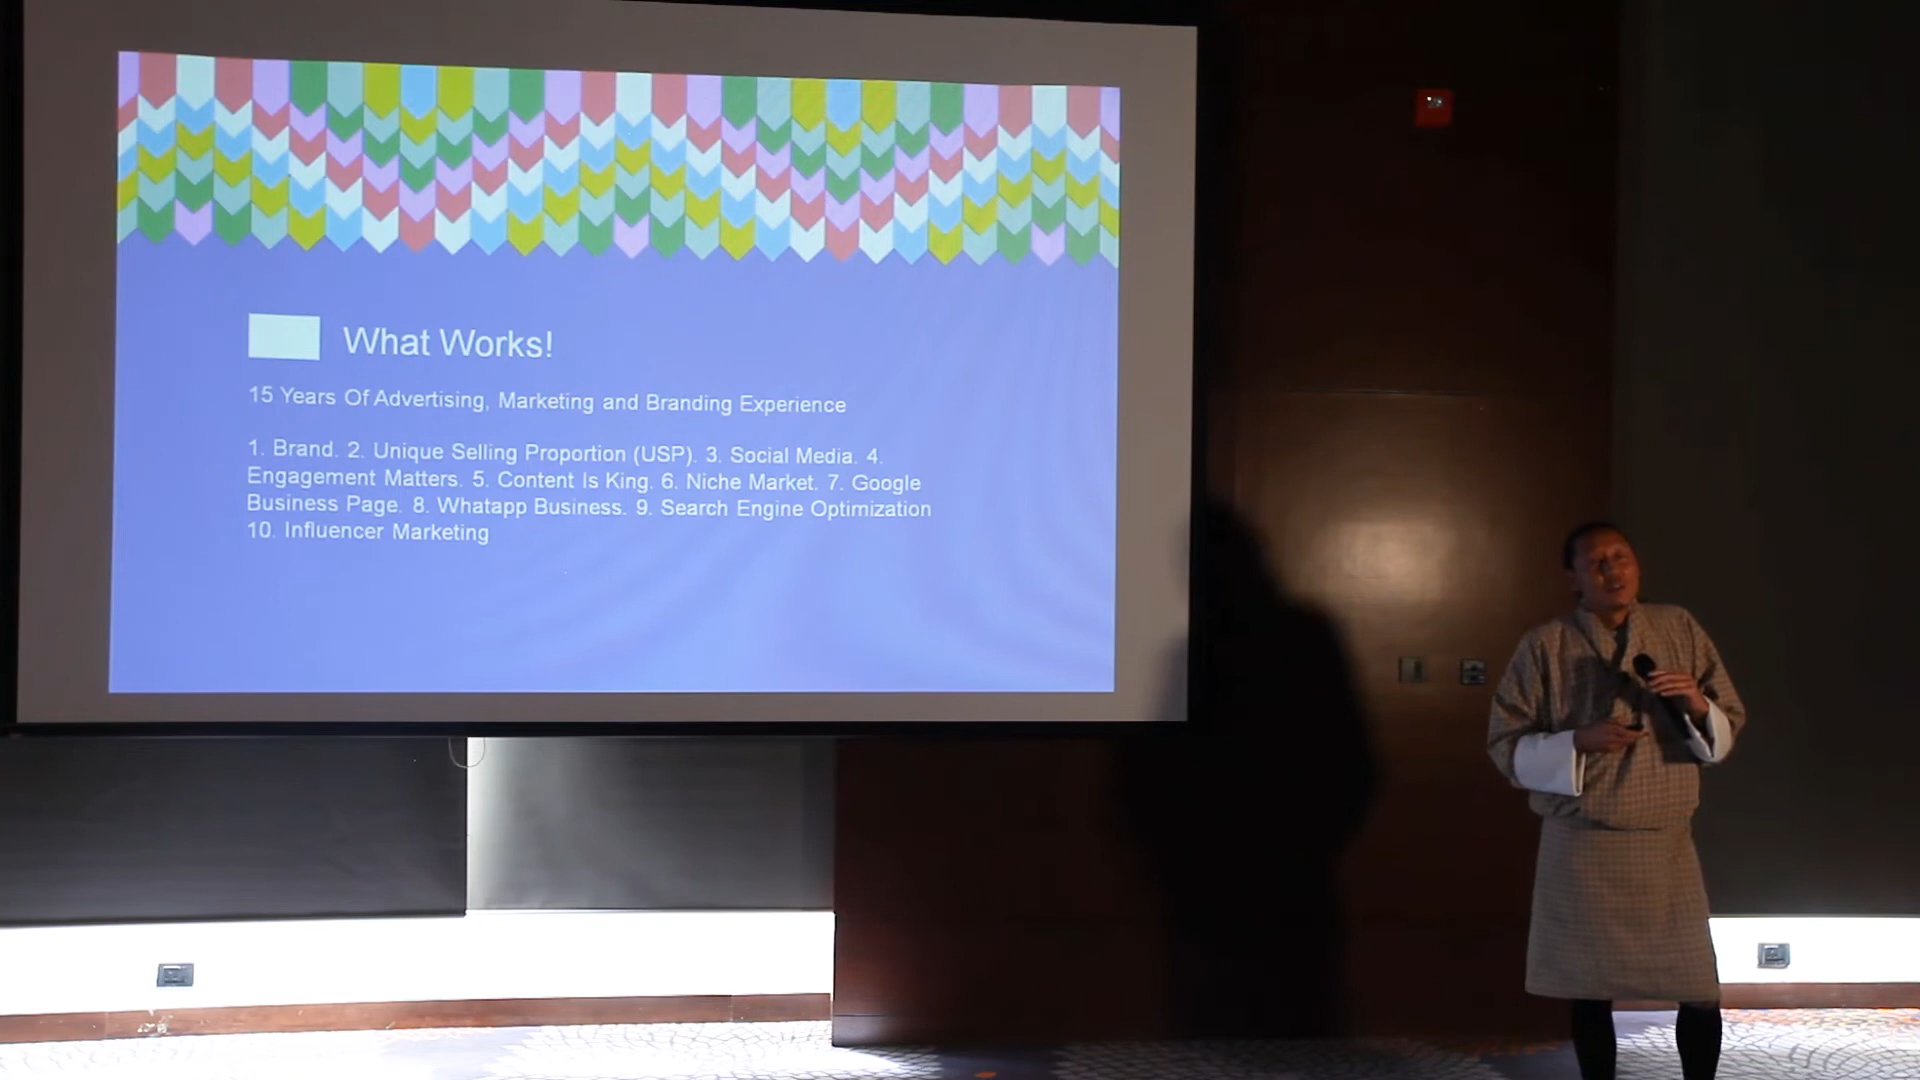 What Works!
15 Years Of Advertising, Marketing and Branding Experience
1. Brand. 2. Unique Selling Proportion (USP). 3. Social Media. 4.
Engagement Matters. 5. Content Is King. 6. Niche Market. 7. Google
Business Page. 8. Whatapp Business. 9. Search Engine Optimization
10. Influencer Marketing